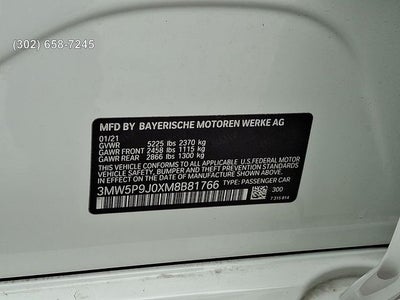 (302) 658-7245
MFD BY BAYERISCHE MOTOREN WERKE AG
01/21
GVWR 5225 lbs 2370 kg
GAWR FRONT 2458 lbs 1115 kg
GAWR REAR 2866 lbs 1300 kg
THIS VEHICLE CONFORMS TO ALL APPLICABLE U.S.FEDERAL MOTOR
VEHICLE SAFETY, BUMPER, AND THEFT PREVENTION STANDARDS
IN EFFECT ON THE DATE OF MANUFACTURE SHOWN ABOVE.
3MW5P9J0XM8B81766 TYPE: PASSENGER CAR
300
7 315 814